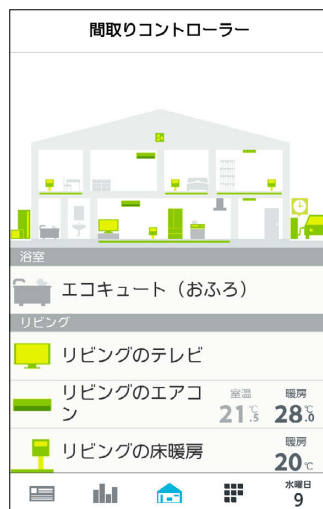 間取りコントローラー
浴室
エコキュート（おふろ）
リビング
リビングのテレビ
リビングのエアコン
室温
21.5℃
暖房
28.0℃
リビングの床暖房
暖房
20℃
水曜日
9